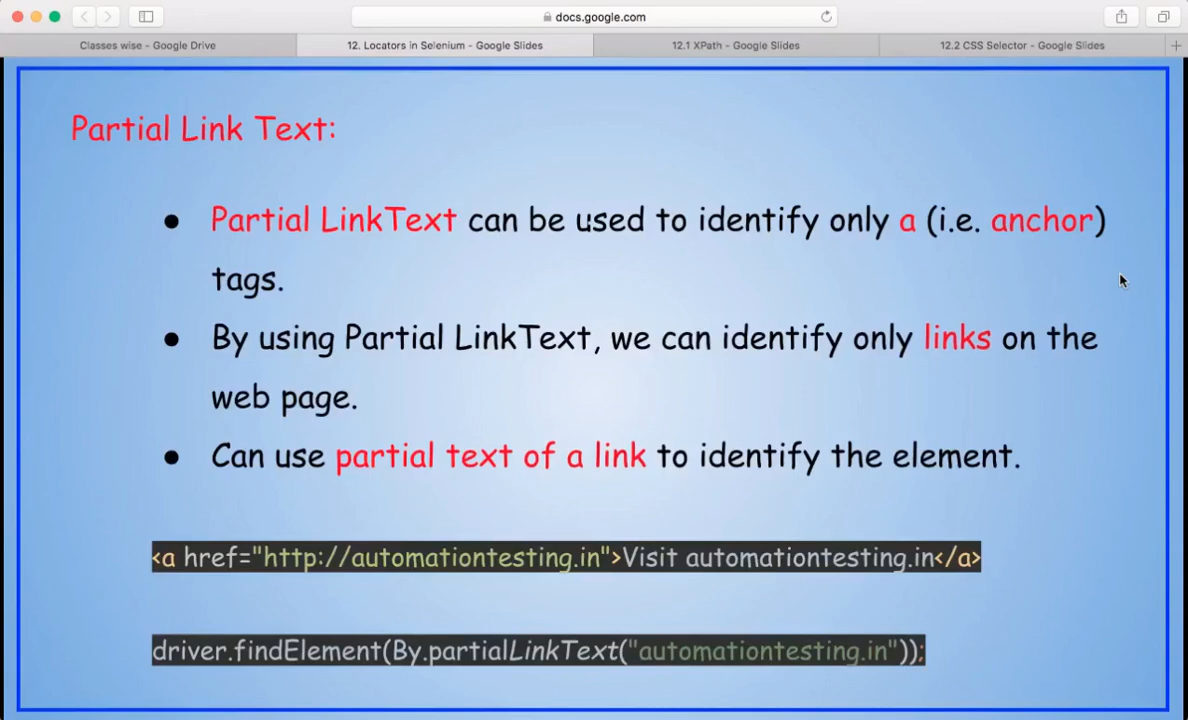 docs.google.com
Classes wise - Google Drive
12. Locators in Selenium - Google Slides
12.1 XPath - Google Slides
12.2 CSS Selector - Google Slides
Partial Link Text:
● Partial LinkText can be used to identify only a (i.e. anchor)
tags.
● By using Partial LinkText, we can identify only links on the
web page.
● Can use partial text of a link to identify the element.
<a href="http://automationtesting.in">Visit automationtesting.in</a>
driver.findElement(By.partialLinkText("automationtesting.in"));